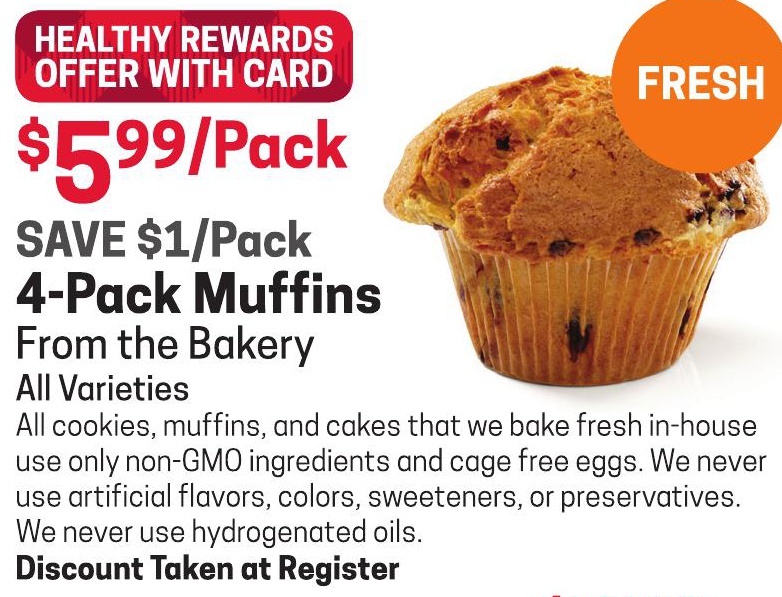 HEALTHY REWARDS
OFFER WITH CARD
FRESH
$5.99/Pack
SAVE $1/Pack
4-Pack Muffins
From the Bakery
All Varieties
All cookies, muffins, and cakes that we bake fresh in-house
use only non-GMO ingredients and cage free eggs. We never
use artificial flavors, colors, sweeteners, or preservatives.
We never use hydrogenated oils.
Discount Taken at Register